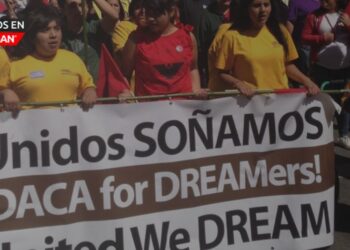 OS EN
AN.
Unidos SOÑAMOS
DACA for DREAMers!
United We DREAM